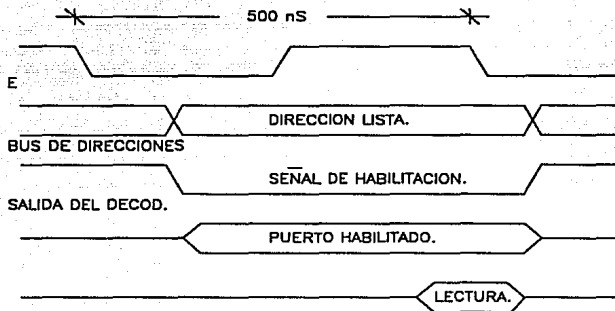 500 nS
E
DIRECCION LISTA.
BUS DE DIRECCIONES
SEÑAL DE HABILITACION.
SALIDA DEL DECOD.
PUERTO HABILITADO.
LECTURA.